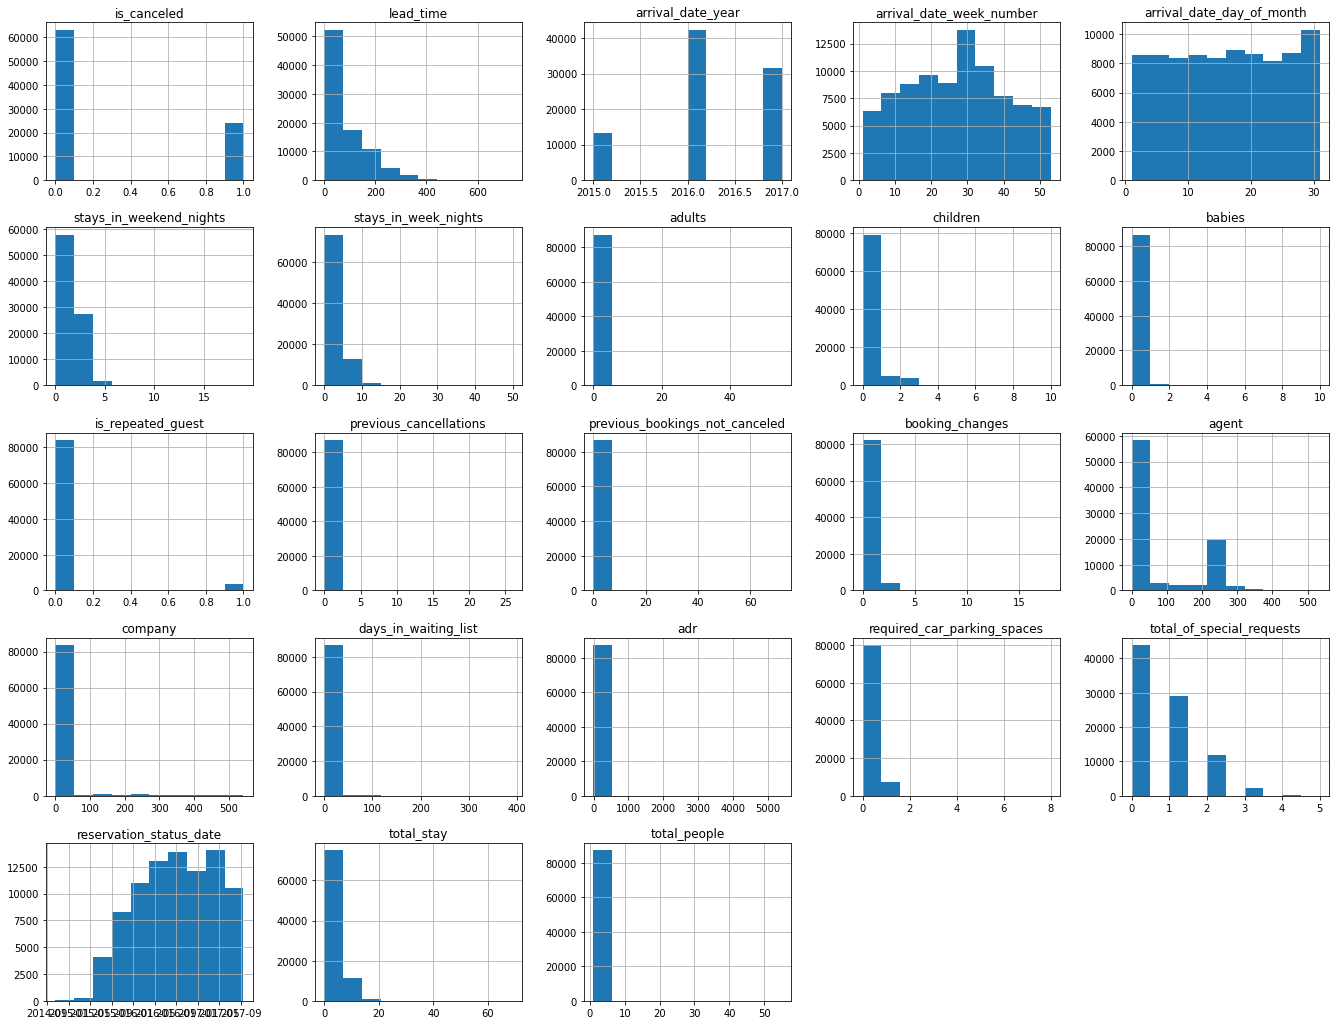 is_canceled
60000
50000
40000
30000
20000
10000
0
0.0 0.2 0.4 0.6 0.8 1.0
lead_time
50000
40000
30000
20000
10000
0
0 200 400 600
arrival_date_year
40000
30000
20000
10000
0
2015.0 2015.5 2016.0 2016.5 2017.0
arrival_date_week_number
12500
10000
7500
5000
2500
0
10 20 30 40 50
arrival_date_day_of_month
10000
8000
6000
4000
2000
0
0 10 20 30
stays_in_weekend_nights
60000
50000
40000
30000
20000
10000
0
0 5 10 15
stays_in_week_nights
60000
40000
20000
0
0 10 20 30 40 50
adults
80000
60000
40000
20000
0
0 20 40
children
80000
60000
40000
20000
0
0 2 4 6 8 10
babies
80000
60000
40000
20000
0
0 2 4 6 8 10
is_repeated_guest
80000
60000
40000
20000
0
0.0 0.2 0.4 0.6 0.8 1.0
previous_cancellations
80000
60000
40000
20000
0
0 5 10 15 20 25
previous_bookings_not_canceled
80000
60000
40000
20000
0
0 20 40 60
booking_changes
80000
60000
40000
20000
0
0 5 10 15
agent
60000
50000
40000
30000
20000
10000
0
0 100 200 300 400 500
company
80000
60000
40000
20000
0
0 100 200 300 400 500
days_in_waiting_list
80000
60000
40000
20000
0
0 100 200 300 400
adr
80000
60000
40000
20000
0
0 1000 2000 3000 4000 5000
required_car_parking_spaces
80000
60000
40000
20000
0
0 2 4 6 8
total_of_special_requests
40000
30000
20000
10000
0
0 1 2 3 4 5
reservation_status_date
12500
10000
7500
5000
2500
0
total_stay
60000
40000
20000
0
0 20 40 60
total_people
80000
60000
40000
20000
0
0 10 20 30 40 50